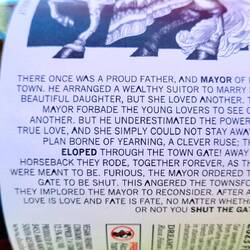 THERE ONCE WAS A PROUD FATHER, AND MAYOR OF
TOWN. HE ARRANGED A WEALTHY SUITOR TO MARRY
BEAUTIFUL DAUGHTER, BUT SHE LOVED ANOTHER. T
MAYOR FORBADE THE YOUNG LOVERS TO SEE O
ANOTHER. BUT HE UNDERESTIMATED THE POWER
TRUE LOVE, AND SHE SIMPLY COULD NOT STAY
PLAN BORNE OF YEARNING, A CLEVER RUSE; TH
ELOPED THROUGH THE TOWN GATE! AWAY
HORSEBACK THEY RODE, TOGETHER FOREVER, AS TH
WERE MEANT TO BE. FURIOUS, THE MAYOR ORDERED T
GATE TO BE SHUT. THIS ANGERED THE TOWNSFO
THEY IMPLORED THE MAYOR TO RECONSIDER. AFTER A
LOVE IS LOVE AND FATE IS FATE, NO MATTER WHETH
OR NOT YOU SHUT THE GA